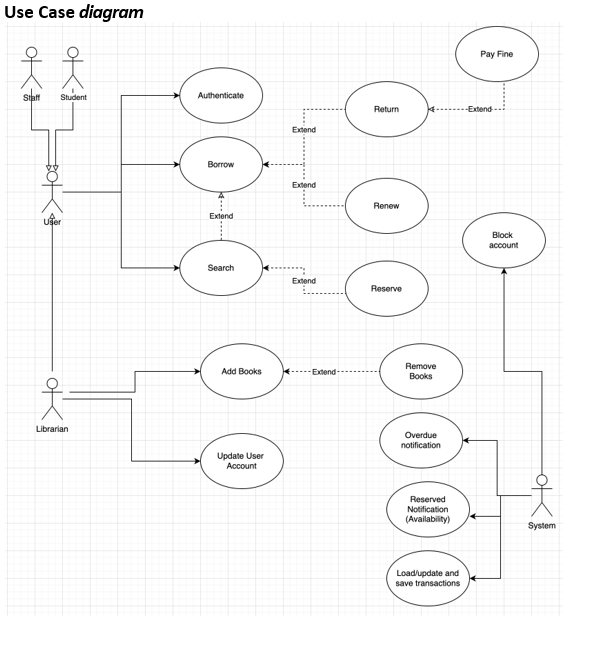 Use Case diagram
Staff
Student
Pay Fine
Authenticate
Return
Extend
Extend
Borrow
Extend
Renew
User
Extend
Block
account
Search
Extend
Reserve
Add Books
Extend
Remove
Books
Librarian
Overdue
notification
Update User
Account
Reserved
Notification
(Availability)
System
Load/update and
save transactions